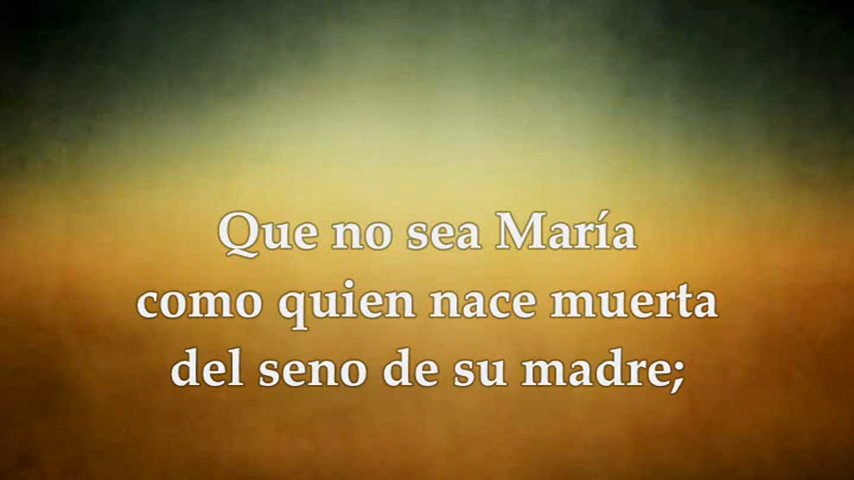 Que no sea María
como quien nace muerta
del seno de su madre;